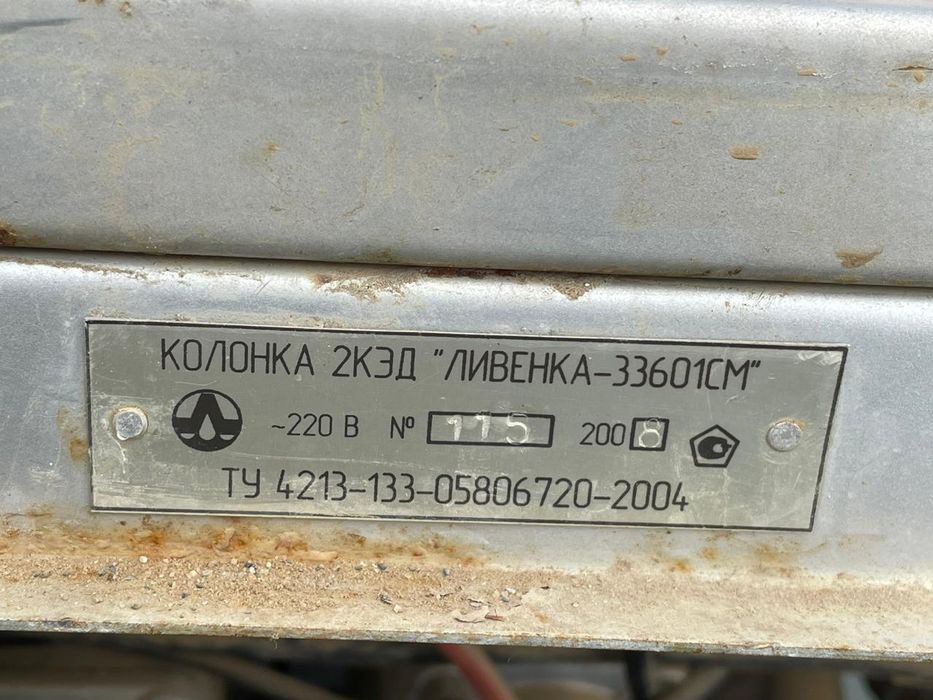 КОЛОНКА 2КЭД "ЛИВЕНКА-33601СМ"
~220 В № 115 2008
ТУ 4213-133-05806720-2004